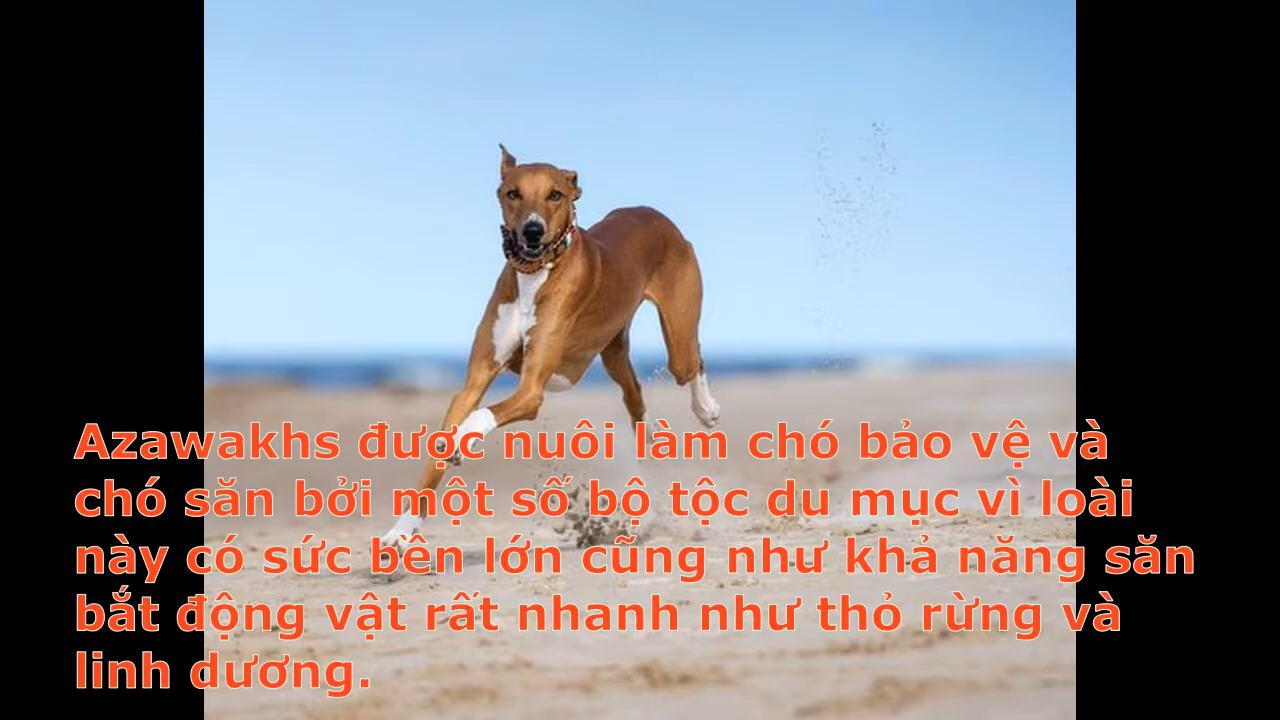 Azawakhs được nuôi làm chó bảo vệ và
chó săn bởi một số bộ tộc du mục vì loài
này có sức bền lớn cũng như khả năng săn
bắt động vật rất nhanh như thỏ rừng và
linh dương.